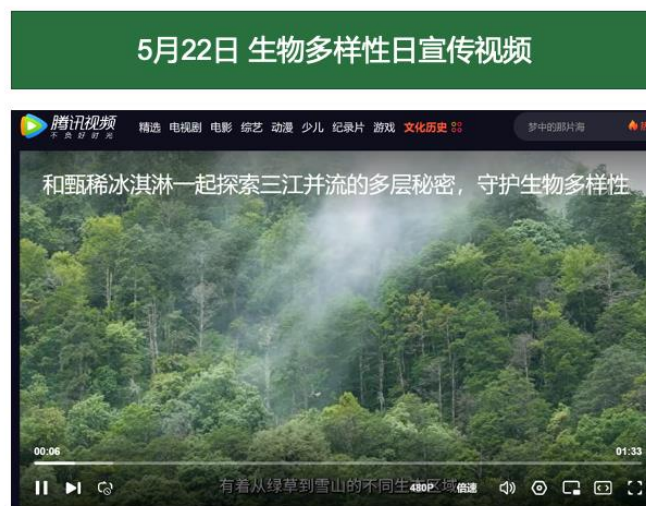 5月22日 生物多样性日宣传视频
腾讯视频
不负好时光
精选 电视剧 电影 综艺 动漫 少儿 纪录片 游戏 文化历史
梦中的那片海
和甄稀冰淇淋一起探索三江并流的多层秘密，守护生物多样性
00:06
01:33
有着从绿草到雪山的不同生态区域
480P 倍速